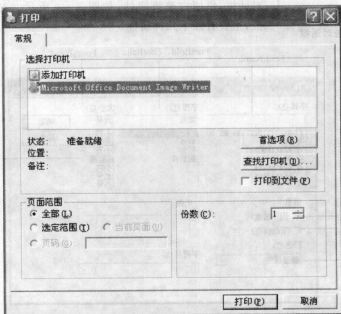 打印
常规
选择打印机
添加打印机
Microsoft Office Document Image Writer
状态: 准备就绪
首选项(R)
位置:
查找打印机(D)...
备注:
打印到文件(F)
页面范围
全部(L)
份数(C): 1
选定范围(T) 当前页面(U)
页码(G)
打印(P) 取消